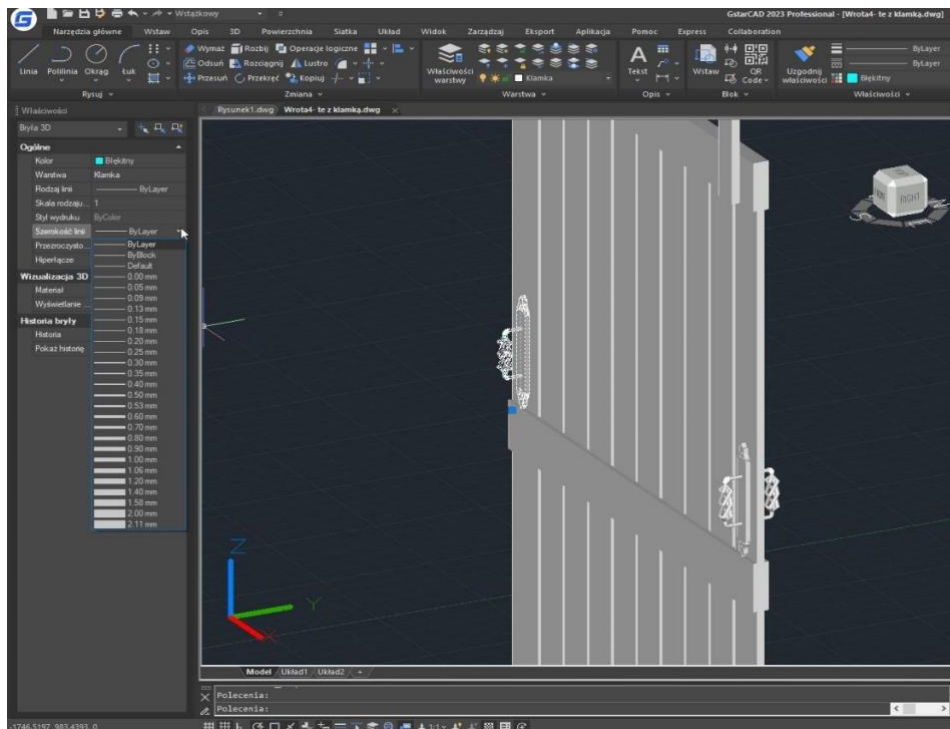 Wstążkowy
GstarCAD 2023 Professional - [Wrota4- te z klamką.dwg]
Narzędzia główne Wstaw Opis 3D Powierzchnia Siatka Układ Widok Zarządzaj Eksport Aplikacja Pomoc Express Collaboration
Linia Polilinia Okrąg Łuk
Wymaż Rozbij Operacje logiczne
Odsuń Rozciągnij Lustro
Przesuń Przekręć Kopiuj
Właściwości warstwy
Klamka
Tekst
Wstaw
QR Code
Uzgodnij właściwości
ByLayer
ByLayer
Błękitny
Rysuj Zmiana Warstwa Opis Blok Właściwości
Właściwości
Rysunek1.dwg Wrota4- te z klamką.dwg
Bryła 3D
Ogólne
Kolor Błękitny
Warstwa Klamka
Rodzaj linii ByLayer
Skala rodzaju... 1
Styl wydruku ByColor
Szerokość linii ByLayer
Przezroczysto...
Hiperłącze
Wizualizacja 3D
Materiał
Wyświetlanie ...
Historia bryły
Historia
Pokaż historię
ByLayer
ByBlock
Default
0.00 mm
0.05 mm
0.09 mm
0.13 mm
0.15 mm
0.18 mm
0.20 mm
0.25 mm
0.30 mm
0.35 mm
0.40 mm
0.50 mm
0.53 mm
0.60 mm
0.70 mm
0.80 mm
0.90 mm
1.00 mm
1.06 mm
1.20 mm
1.40 mm
1.58 mm
2.00 mm
2.11 mm
RIGHT
Z
Y
X
Model Układ1 Układ2 +
Polecenia:
Polecenia:
-1746.5197, 983.4393, 0
1:1